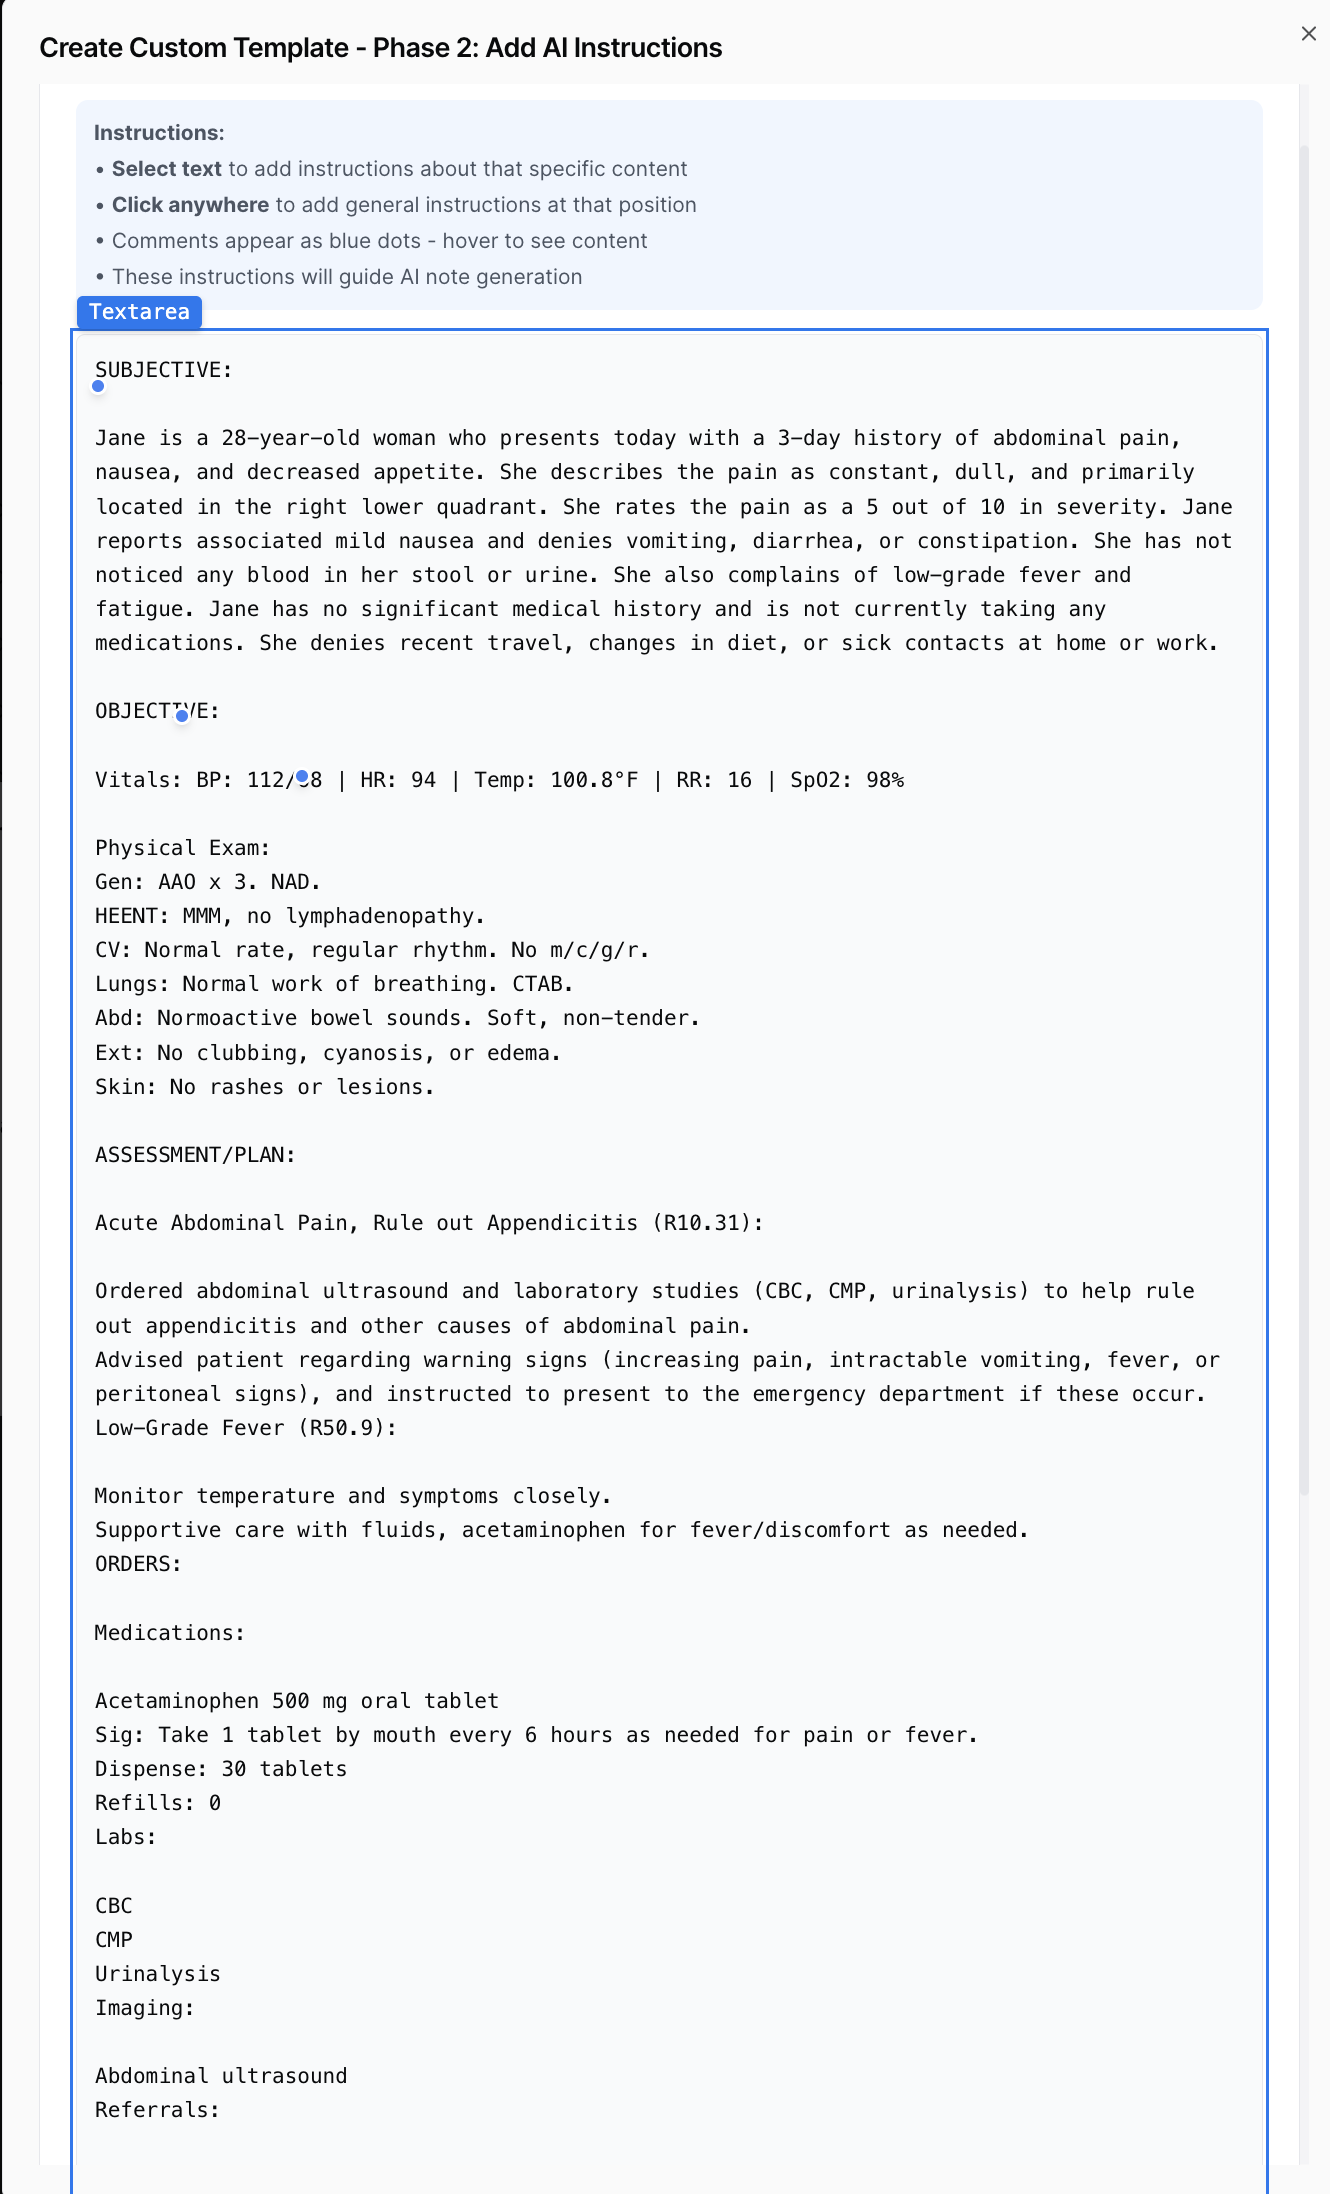 Create Custom Template - Phase 2: Add AI Instructions
Instructions:
• Select text to add instructions about that specific content
• Click anywhere to add general instructions at that position
• Comments appear as blue dots - hover to see content
• These instructions will guide AI note generation
Textarea
SUBJECTIVE:
Jane is a 28-year-old woman who presents today with a 3-day history of abdominal pain,
nausea, and decreased appetite. She describes the pain as constant, dull, and primarily
located in the right lower quadrant. She rates the pain as a 5 out of 10 in severity. Jane
reports associated mild nausea and denies vomiting, diarrhea, or constipation. She has not
noticed any blood in her stool or urine. She also complains of low-grade fever and
fatigue. Jane has no significant medical history and is not currently taking any
medications. She denies recent travel, changes in diet, or sick contacts at home or work.
OBJECTIVE:
Vitals: BP: | HR: 94 | Temp: 100.8°F | RR: 16 | SpO2: 98%
Physical Exam:
Gen: AAO x 3. NAD.
HEENT: MMM, no lymphadenopathy.
CV: Normal rate, regular rhythm. No m/c/g/r.
Lungs: Normal work of breathing. CTAB.
Abd: Normoactive bowel sounds. Soft, non-tender.
Ext: No clubbing, cyanosis, or edema.
Skin: No rashes or lesions.
ASSESSMENT/PLAN:
Acute Abdominal Pain, Rule out Appendicitis (R10.31):
Ordered abdominal ultrasound and laboratory studies (CBC, CMP, urinalysis) to help rule
out appendicitis and other causes of abdominal pain.
Advised patient regarding warning signs (increasing pain, intractable vomiting, fever, or
peritoneal signs), and instructed to present to the emergency department if these occur.
Low-Grade Fever (R50.9):
Monitor temperature and symptoms closely.
Supportive care with fluids, acetaminophen for fever/discomfort as needed.
ORDERS:
Medications:
Acetaminophen 500 mg oral tablet
Sig: Take 1 tablet by mouth every 6 hours as needed for pain or fever.
Dispense: 30 tablets
Refills: 0
Labs:
CBC
CMP
Urinalysis
Imaging:
Abdominal ultrasound
Referrals: